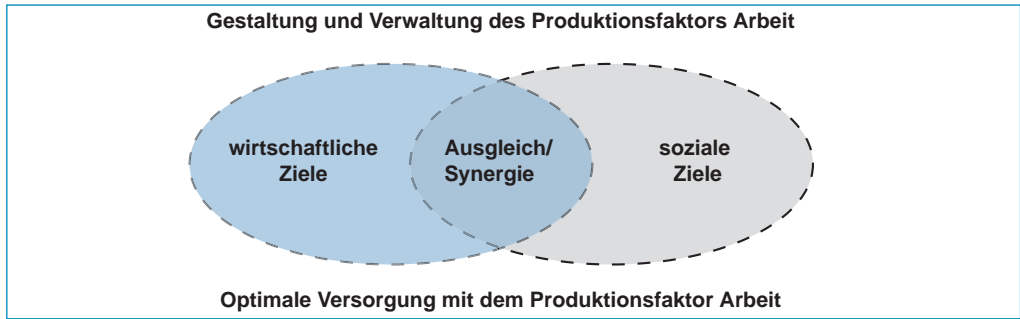 Gestaltung und Verwaltung des Produktionsfaktors Arbeit
wirtschaftliche
Ziele
Ausgleich/
Synergie
soziale
Ziele
Optimale Versorgung mit dem Produktionsfaktor Arbeit